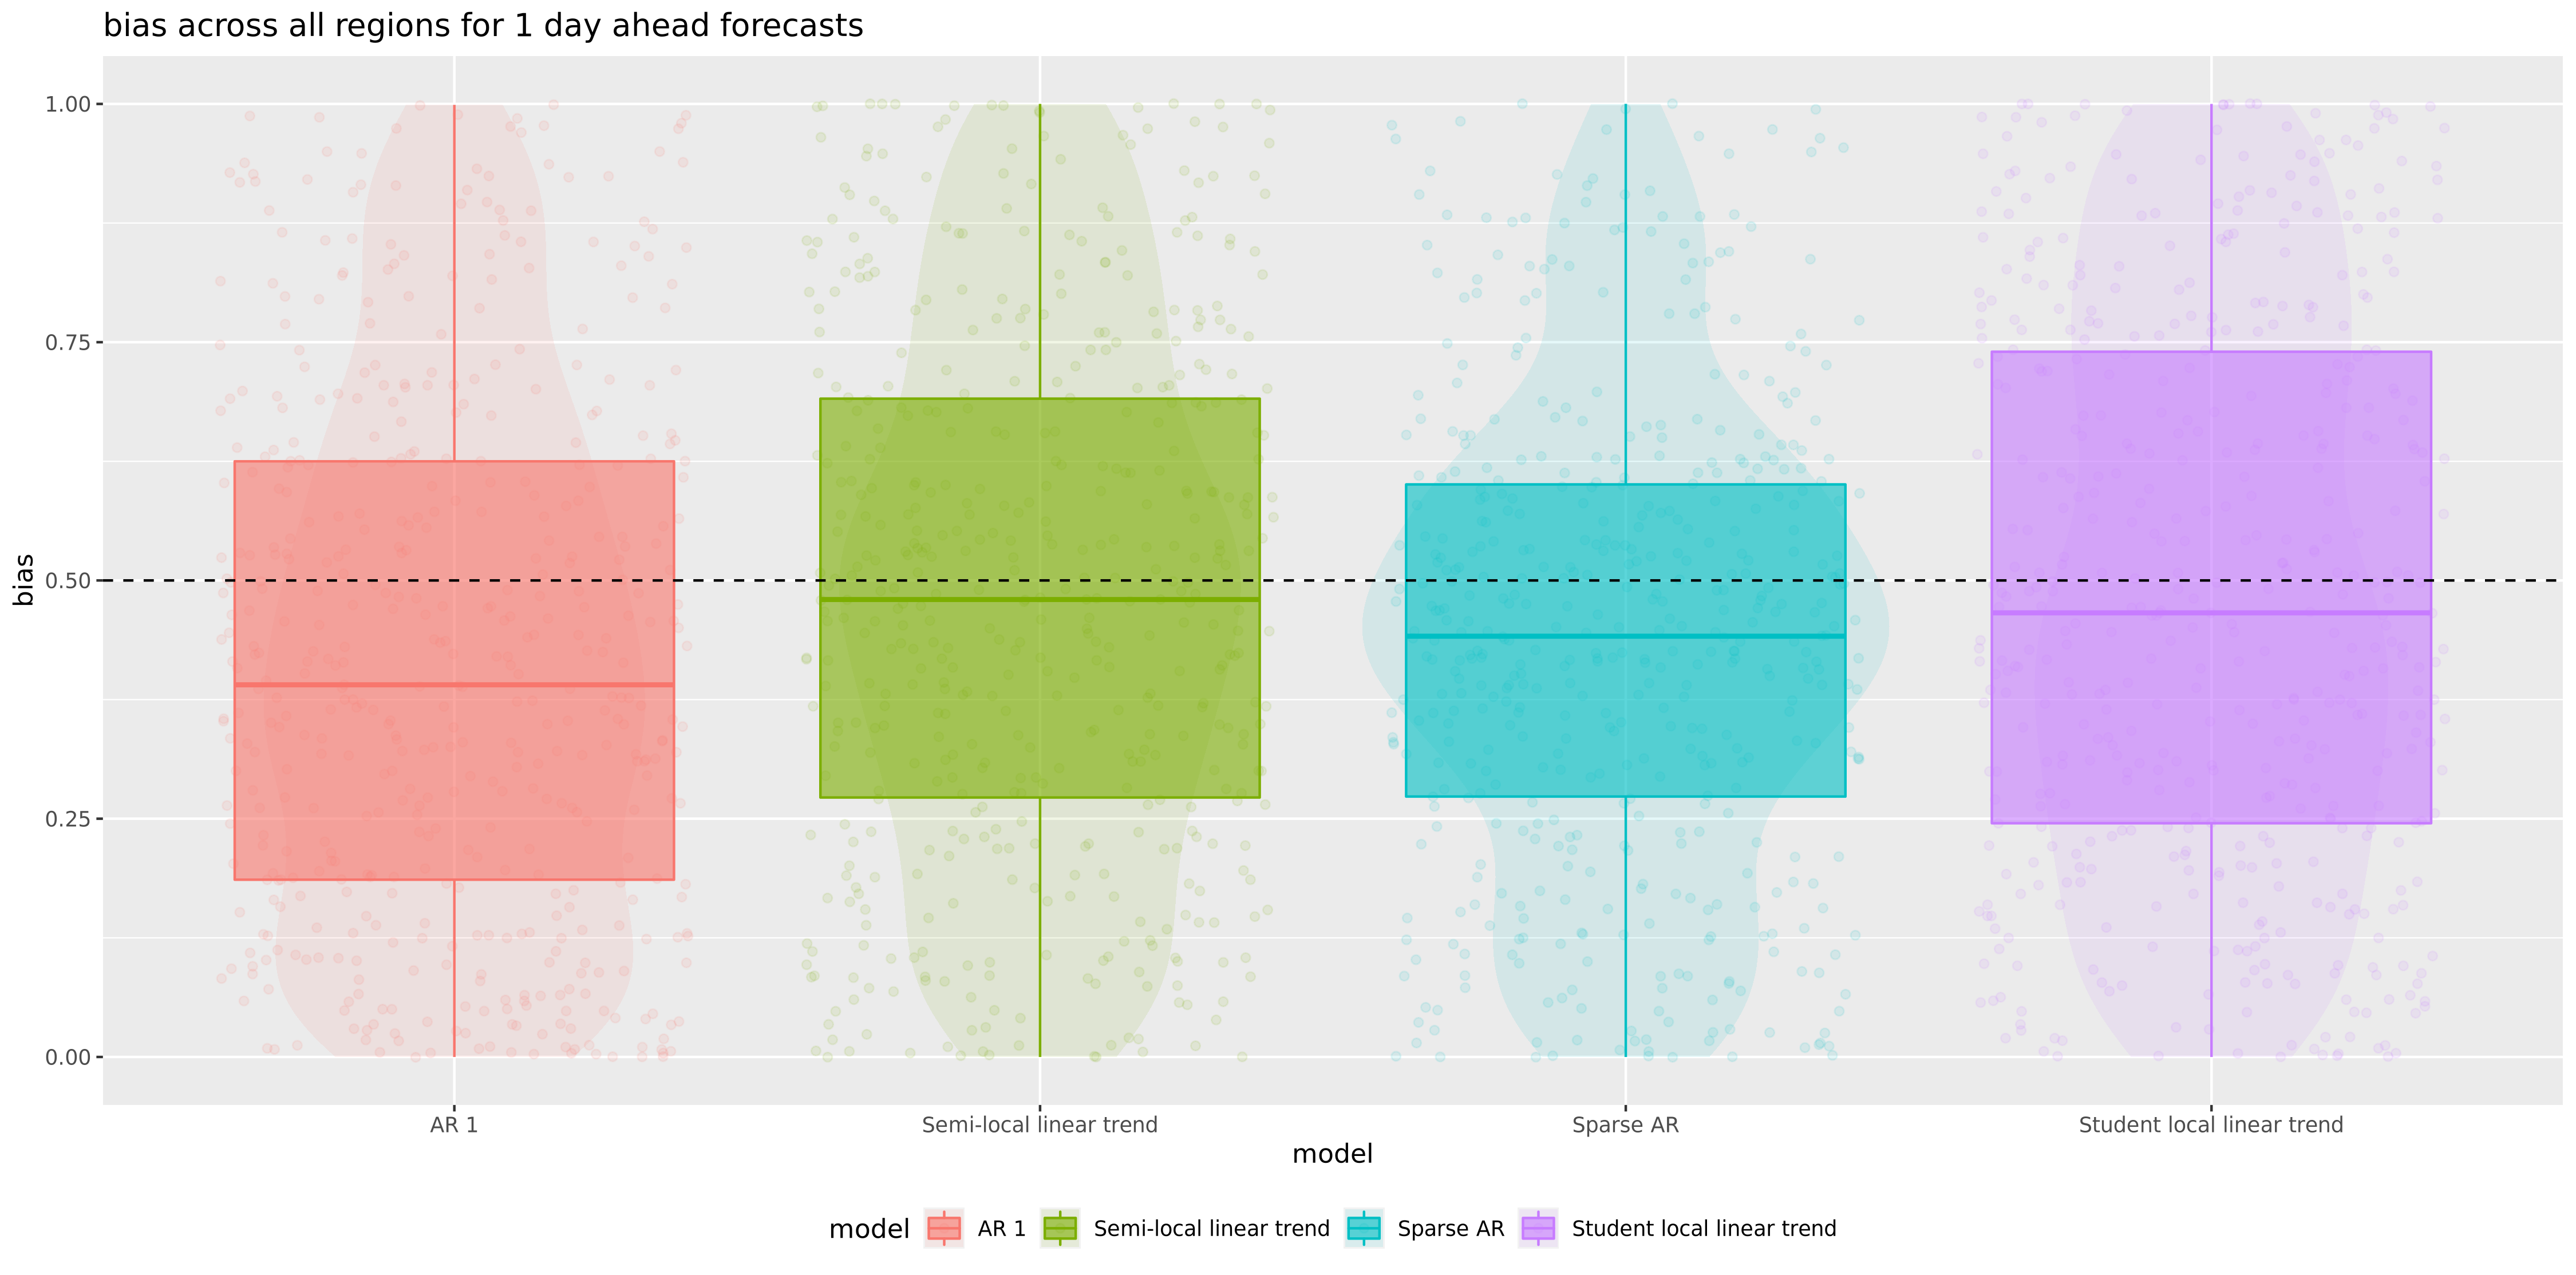 bias across all regions for 1 day ahead forecasts
1.00
0.75
0.50
0.25
0.00
bias
AR 1 Semi-local linear trend Sparse AR Student local linear trend
model
model AR 1 Semi-local linear trend Sparse AR Student local linear trend